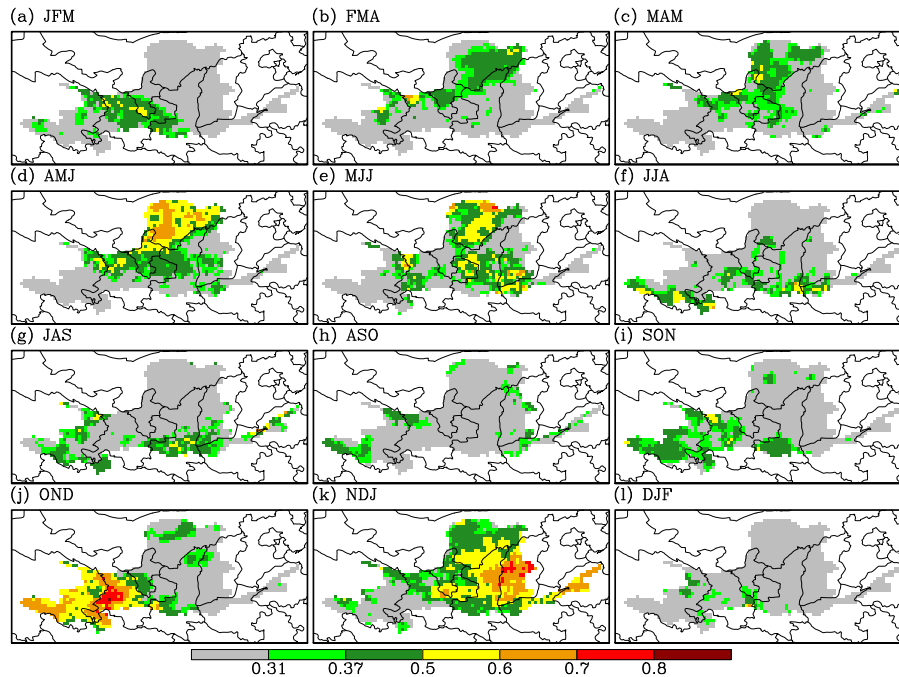 (a) JFM
(b) FMA
(c) MAM
(d) AMJ
(e) MJJ
(f) JJA
(g) JAS
(h) ASO
(i) SON
(j) OND
(k) NDJ
(l) DJF
0.31 0.37 0.5 0.6 0.7 0.8